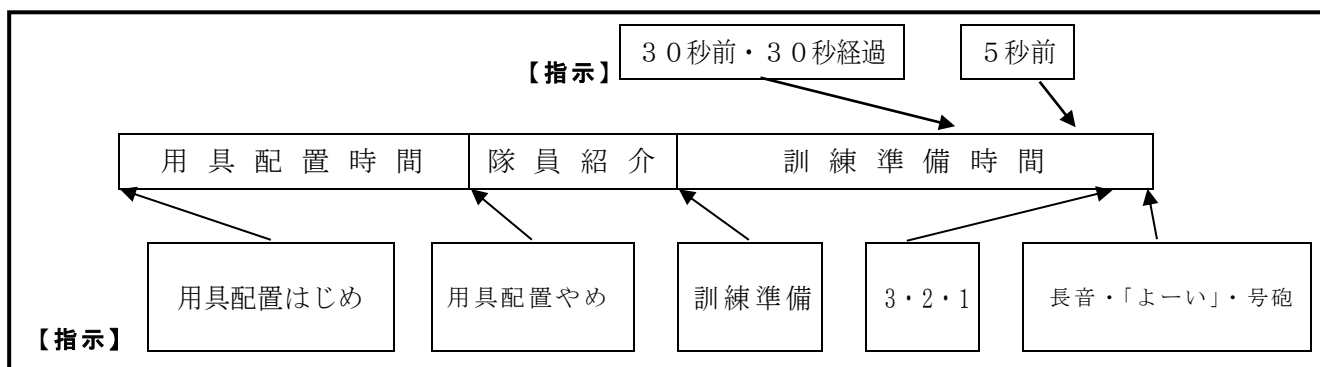 ３０秒前・３０秒経過
５秒前
【指示】
用具配置時間
隊員紹介
訓練準備時間
用具配置はじめ
用具配置やめ
訓練準備
3・2・1
長音・「よーい」・号砲
【指示】